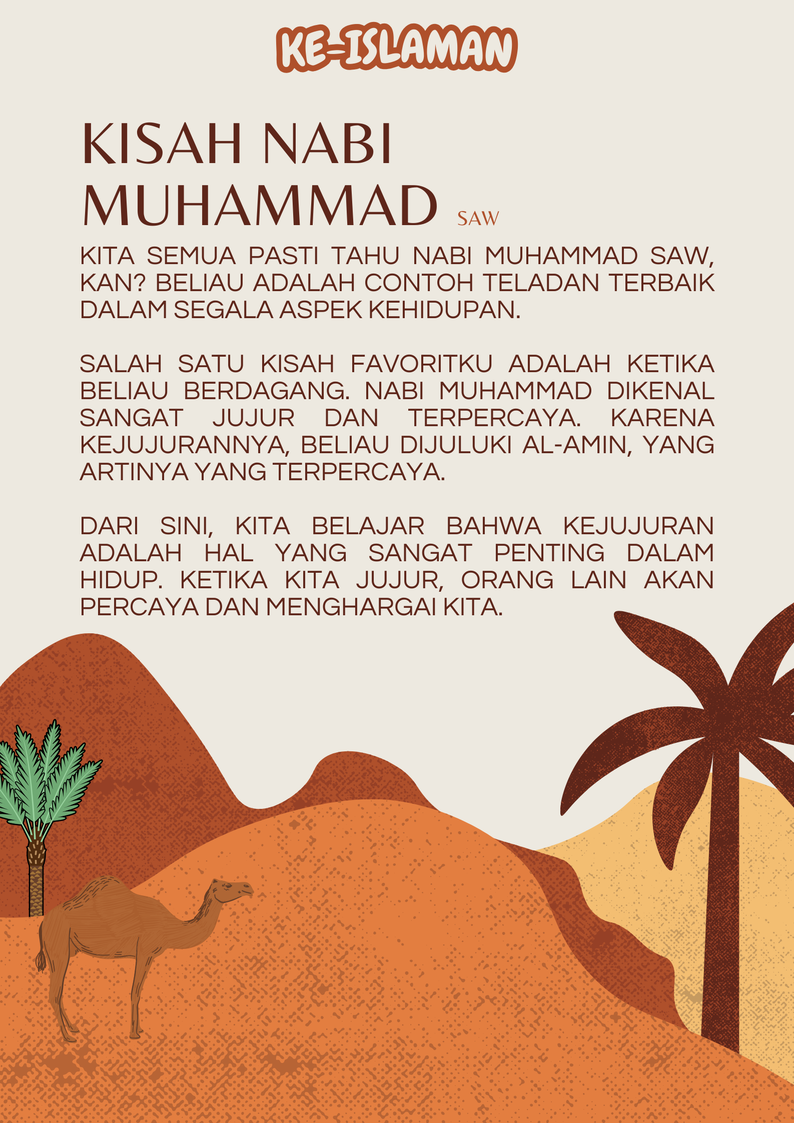 KE-ISLAMAN
KISAH NABI
MUHAMMAD SAW
KITA SEMUA PASTI TAHU NABI MUHAMMAD SAW,
KAN? BELIAU ADALAH CONTOH TELADAN TERBAIK
DALAM SEGALA ASPEK KEHIDUPAN.
SALAH SATU KISAH FAVORITKU ADALAH KETIKA
BELIAU BERDAGANG. NABI MUHAMMAD DIKENAL
SANGAT JUJUR DAN TERPERCAYA. KARENA
KEJUJURANNYA, BELIAU DIJULUKI AL-AMIN, YANG
ARTINYA YANG TERPERCAYA.
DARI SINI, KITA BELAJAR BAHWA KEJUJURAN
ADALAH HAL YANG SANGAT PENTING DALAM
HIDUP. KETIKA KITA JUJUR, ORANG LAIN AKAN
PERCAYA DAN MENGHARGAI KITA.